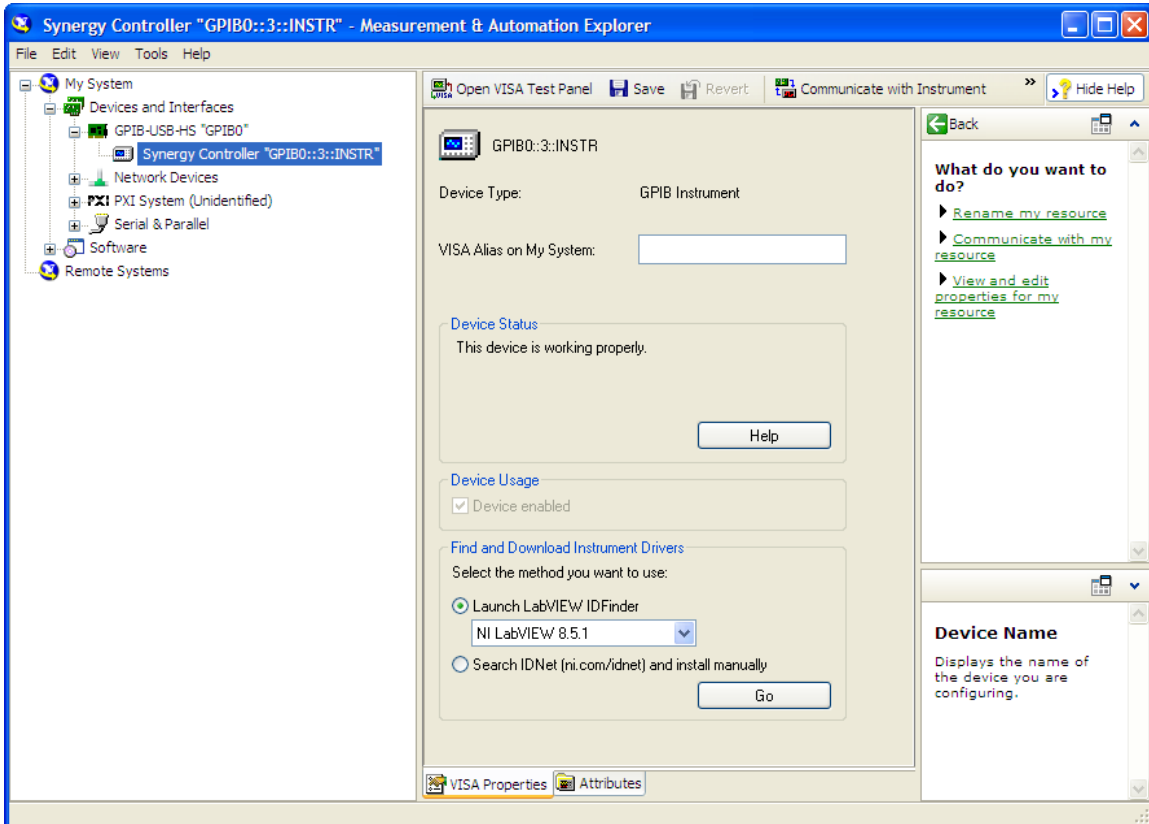 Synergy Controller "GPIB0::3::INSTR" - Measurement & Automation Explorer
File Edit View Tools Help
My System
Devices and Interfaces
GPIB-USB-HS "GPIB0"
Synergy Controller "GPIB0::3::INSTR"
Network Devices
PXI PXI System (Unidentified)
Serial & Parallel
Software
Remote Systems
Open VISA Test Panel Save Revert Communicate with Instrument » Hide Help
GPIB0::3::INSTR
Device Type: GPIB Instrument
VISA Alias on My System:
Device Status
This device is working properly.
Help
Device Usage
Device enabled
Find and Download Instrument Drivers
Select the method you want to use:
Launch LabVIEW IDFinder
NI LabVIEW 8.5.1
Search IDNet (ni.com/idnet) and install manually
Go
VISA Properties Attributes
Back
What do you want to
do?
Rename my resource
Communicate with my
resource
View and edit
properties for my
resource
Device Name
Displays the name of
the device you are
configuring.